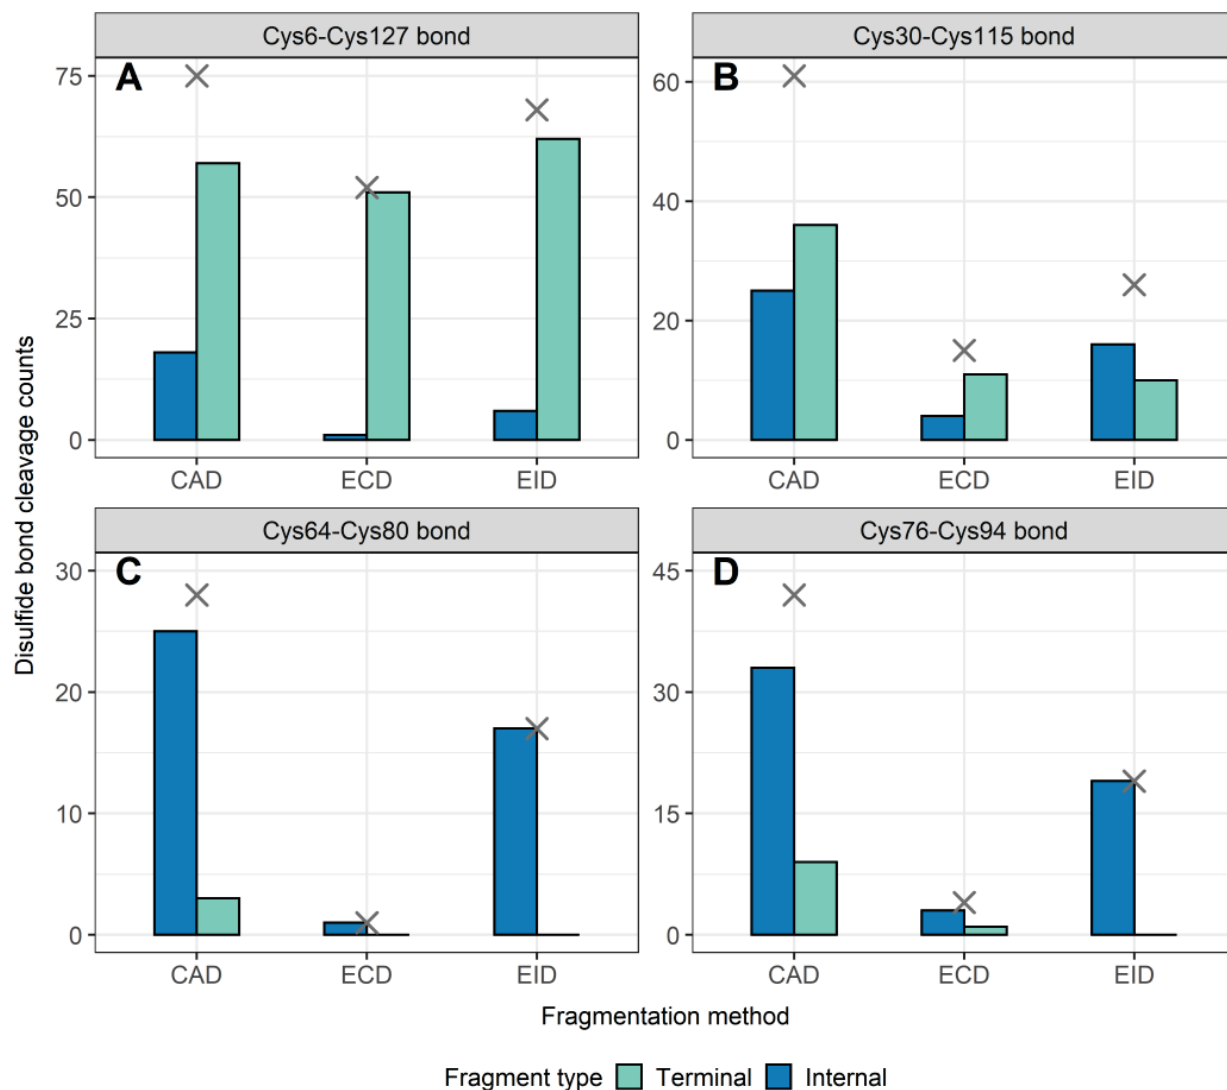 Cys6-Cys127 bond
Cys30-Cys115 bond
A
B
75
50
25
0
60
40
20
0
CAD ECD EID
CAD ECD EID
Cys64-Cys80 bond
Cys76-Cys94 bond
C
D
30
20
10
0
45
30
15
0
CAD ECD EID
CAD ECD EID
Disulfide bond cleavage counts
Fragmentation method
Fragment type Terminal Internal